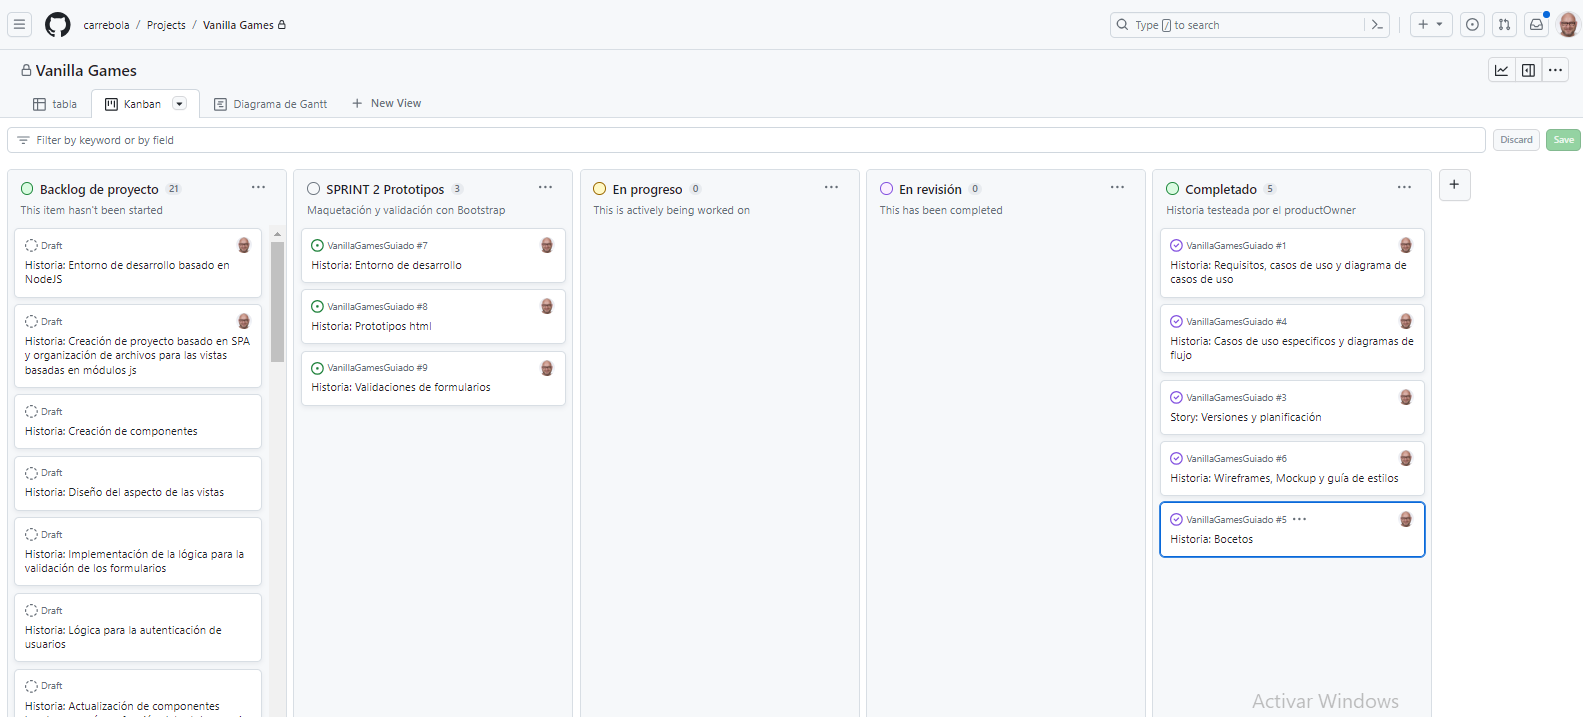 carrebola / Projects / Vanilla Games
Type / to search
Vanilla Games
tabla
Kanban
Diagrama de Gantt
New View
Filter by keyword or by field
Discard
Save
Backlog de proyecto 21
This item hasn't been started
Draft
Historia: Entorno de desarrollo basado en
NodeJS
Draft
Historia: Creación de proyecto basado en SPA
y organización de archivos para las vistas
basadas en módulos js
Draft
Historia: Creación de componentes
Draft
Historia: Diseño del aspecto de las vistas
Draft
Historia: Implementación de la lógica para la
validación de los formularios
Draft
Historia: Lógica para la autenticación de
usuarios
Draft
Historia: Actualización de componentes
SPRINT 2 Prototipos 3
Maquetación y validación con Bootstrap
VanillaGamesGuiado #7
Historia: Entorno de desarrollo
VanillaGamesGuiado #8
Historia: Prototipos html
VanillaGamesGuiado #9
Historia: Validaciones de formularios
En progreso 0
This is actively being worked on
En revisión 0
This has been completed
Completado 5
Historia testeada por el productOwner
VanillaGamesGuiado #1
Historia: Requisitos, casos de uso y diagrama de
casos de uso
VanillaGamesGuiado #4
Historia: Casos de uso especificos y diagramas de
flujo
VanillaGamesGuiado #3
Story: Versiones y planificación
VanillaGamesGuiado #6
Historia: Wireframes, Mockup y guía de estilos
VanillaGamesGuiado #5
Historia: Bocetos
Activar Windows